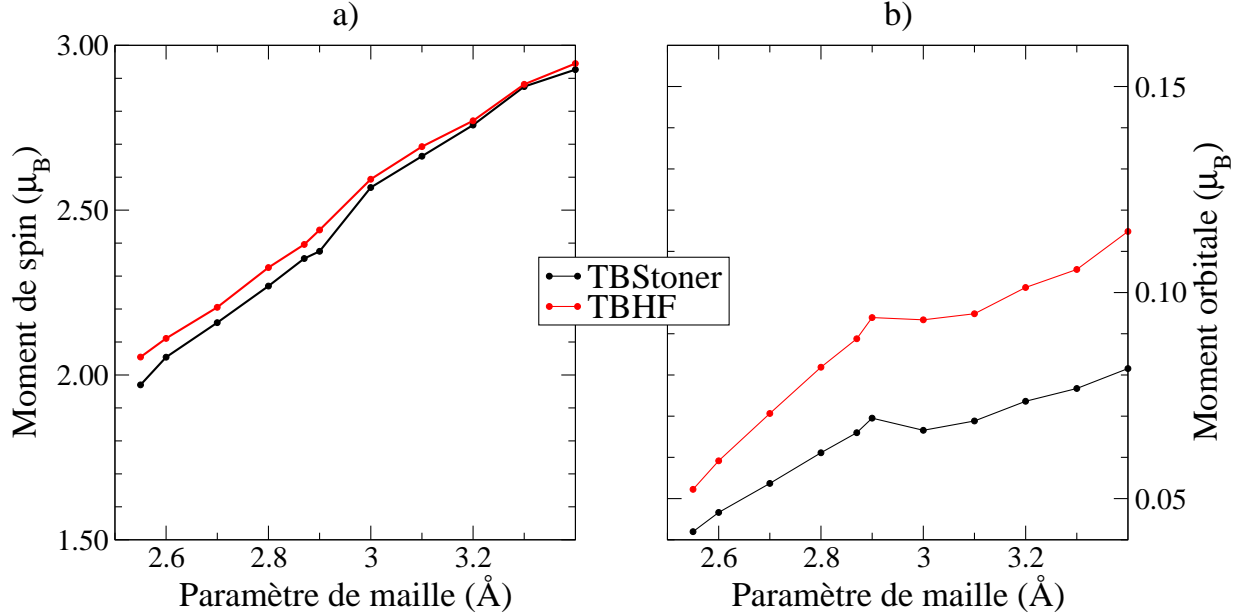 a)
b)
3.00
2.50
2.00
1.50
Moment de spin (μ_B)
2.6
2.8
3
3.2
Paramètre de maille (Å)
TBStoner
TBHF
0.15
0.10
0.05
Moment orbitale (μ_B)
2.6
2.8
3
3.2
Paramètre de maille (Å)